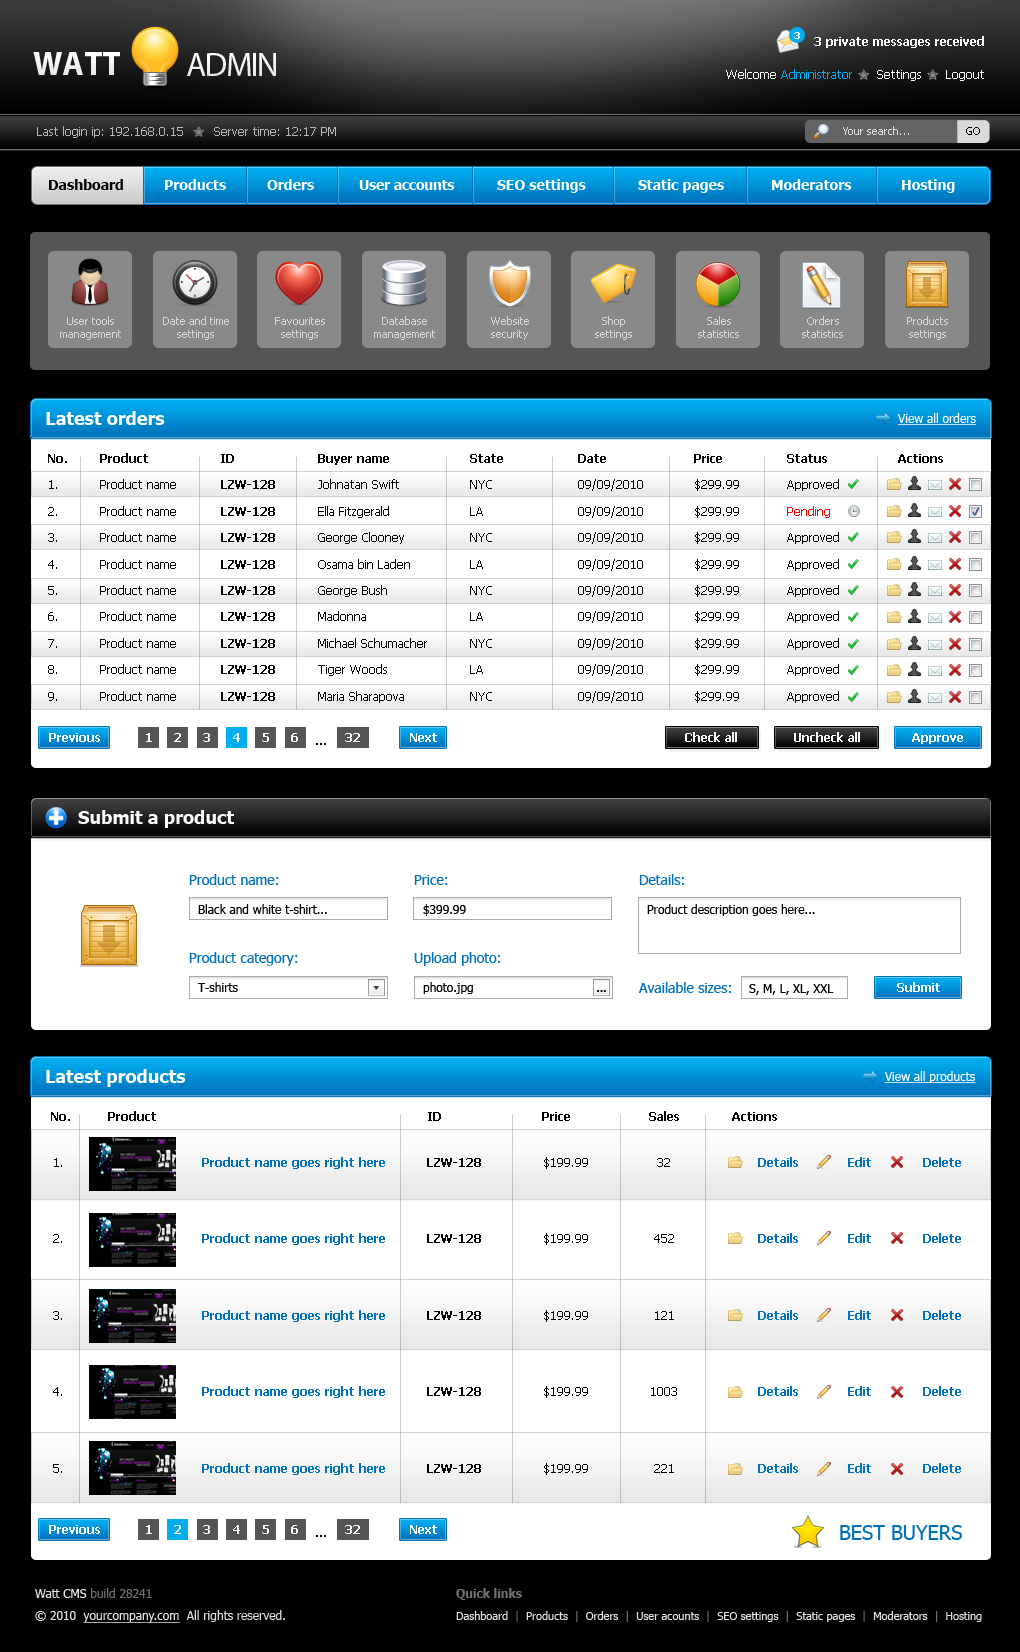 WATT ADMIN
3
3 private messages received
Welcome Administrator Settings Logout
Last login ip: 192.168.0.15 Server time: 12:17 PM
Your search... GO
Dashboard Products Orders User accounts SEO settings Static pages Moderators Hosting
User tools management
Date and time settings
Favourites settings
Database management
Website security
Shop settings
Sales statistics
Orders statistics
Products settings
Latest orders View all orders
No. Product ID Buyer name State Date Price Status Actions
1. Product name LZW-128 Johnatan Swift NYC 09/09/2010 $299.99 Approved
2. Product name LZW-128 Ella Fitzgerald LA 09/09/2010 $299.99 Pending
3. Product name LZW-128 George Clooney NYC 09/09/2010 $299.99 Approved
4. Product name LZW-128 Osama bin Laden LA 09/09/2010 $299.99 Approved
5. Product name LZW-128 George Bush NYC 09/09/2010 $299.99 Approved
6. Product name LZW-128 Madonna LA 09/09/2010 $299.99 Approved
7. Product name LZW-128 Michael Schumacher NYC 09/09/2010 $299.99 Approved
8. Product name LZW-128 Tiger Woods LA 09/09/2010 $299.99 Approved
9. Product name LZW-128 Maria Sharapova NYC 09/09/2010 $299.99 Approved
Previous 1 2 3 4 5 6 ... 32 Next Check all Uncheck all Approve
Submit a product
Product name: Price: Details:
Black and white t-shirt... $399.99 Product description goes here...
Product category: Upload photo:
T-shirts photo.jpg ... Available sizes: S, M, L, XL, XXL Submit
Latest products View all products
No. Product ID Price Sales Actions
1. Product name goes right here LZW-128 $199.99 32 Details Edit Delete
2. Product name goes right here LZW-128 $199.99 452 Details Edit Delete
3. Product name goes right here LZW-128 $199.99 121 Details Edit Delete
4. Product name goes right here LZW-128 $199.99 1003 Details Edit Delete
5. Product name goes right here LZW-128 $199.99 221 Details Edit Delete
Previous 1 2 3 4 5 6 ... 32 Next BEST BUYERS
Watt CMS build 28241 Quick links
© 2010 yourcompany.com All rights reserved. Dashboard | Products | Orders | User acounts | SEO settings | Static pages | Moderators | Hosting